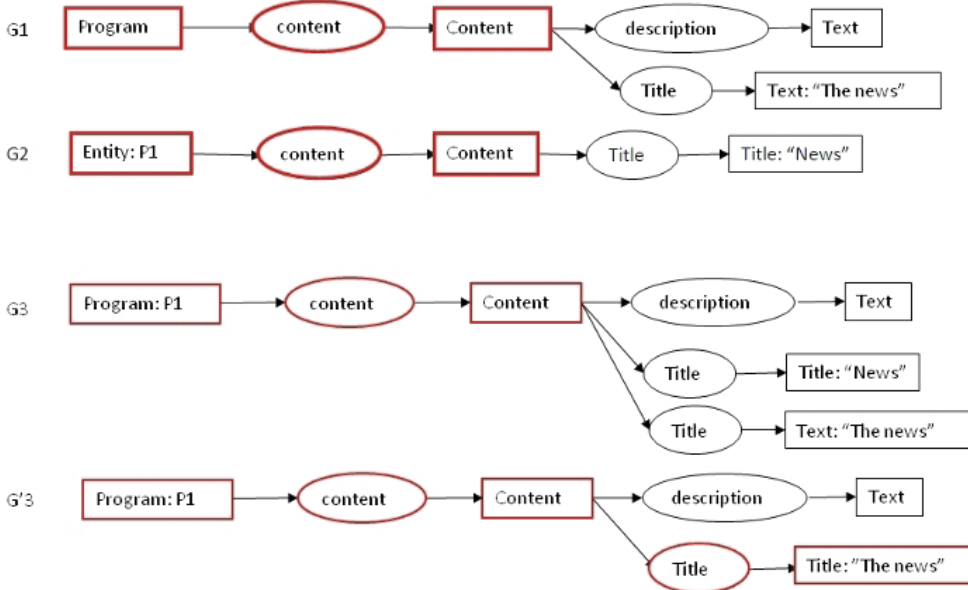 G1 Program content Content description Text
Title Text: “The news”
G2 Entity: P1 content Content Title Title: “News”
G3 Program: P1 content Content description Text
Title Title: “News”
Title Text: “The news”
G’3 Program: P1 content Content description Text
Title Title: “The news”